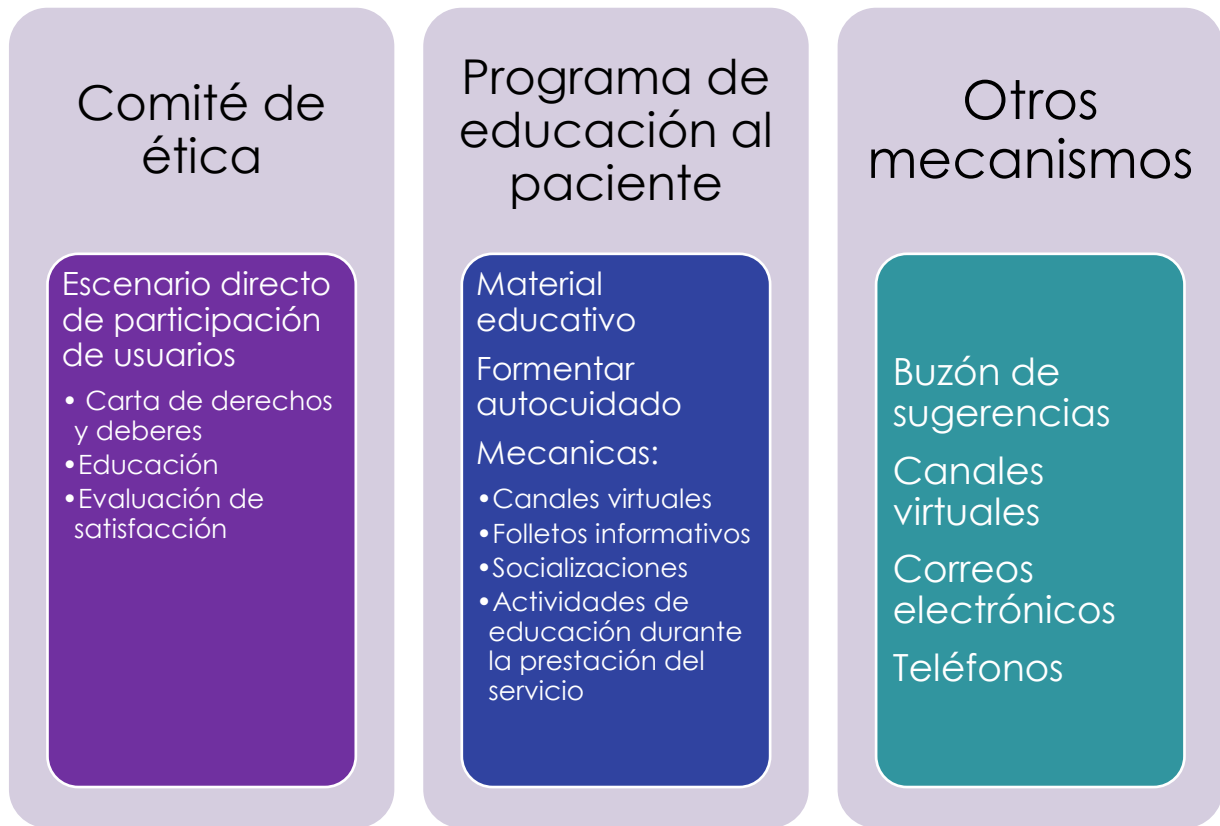 Comité de
ética
Escenario directo
de participación
de usuarios
• Carta de derechos
y deberes
•Educación
•Evaluación de
satisfacción
Programa de
educación al
paciente
Material
educativo
Formentar
autocuidado
Mecanicas:
•Canales virtuales
•Folletos informativos
•Socializaciones
•Actividades de
educación durante
la prestación del
servicio
Otros
mecanismos
Buzón de
sugerencias
Canales
virtuales
Correos
electrónicos
Teléfonos